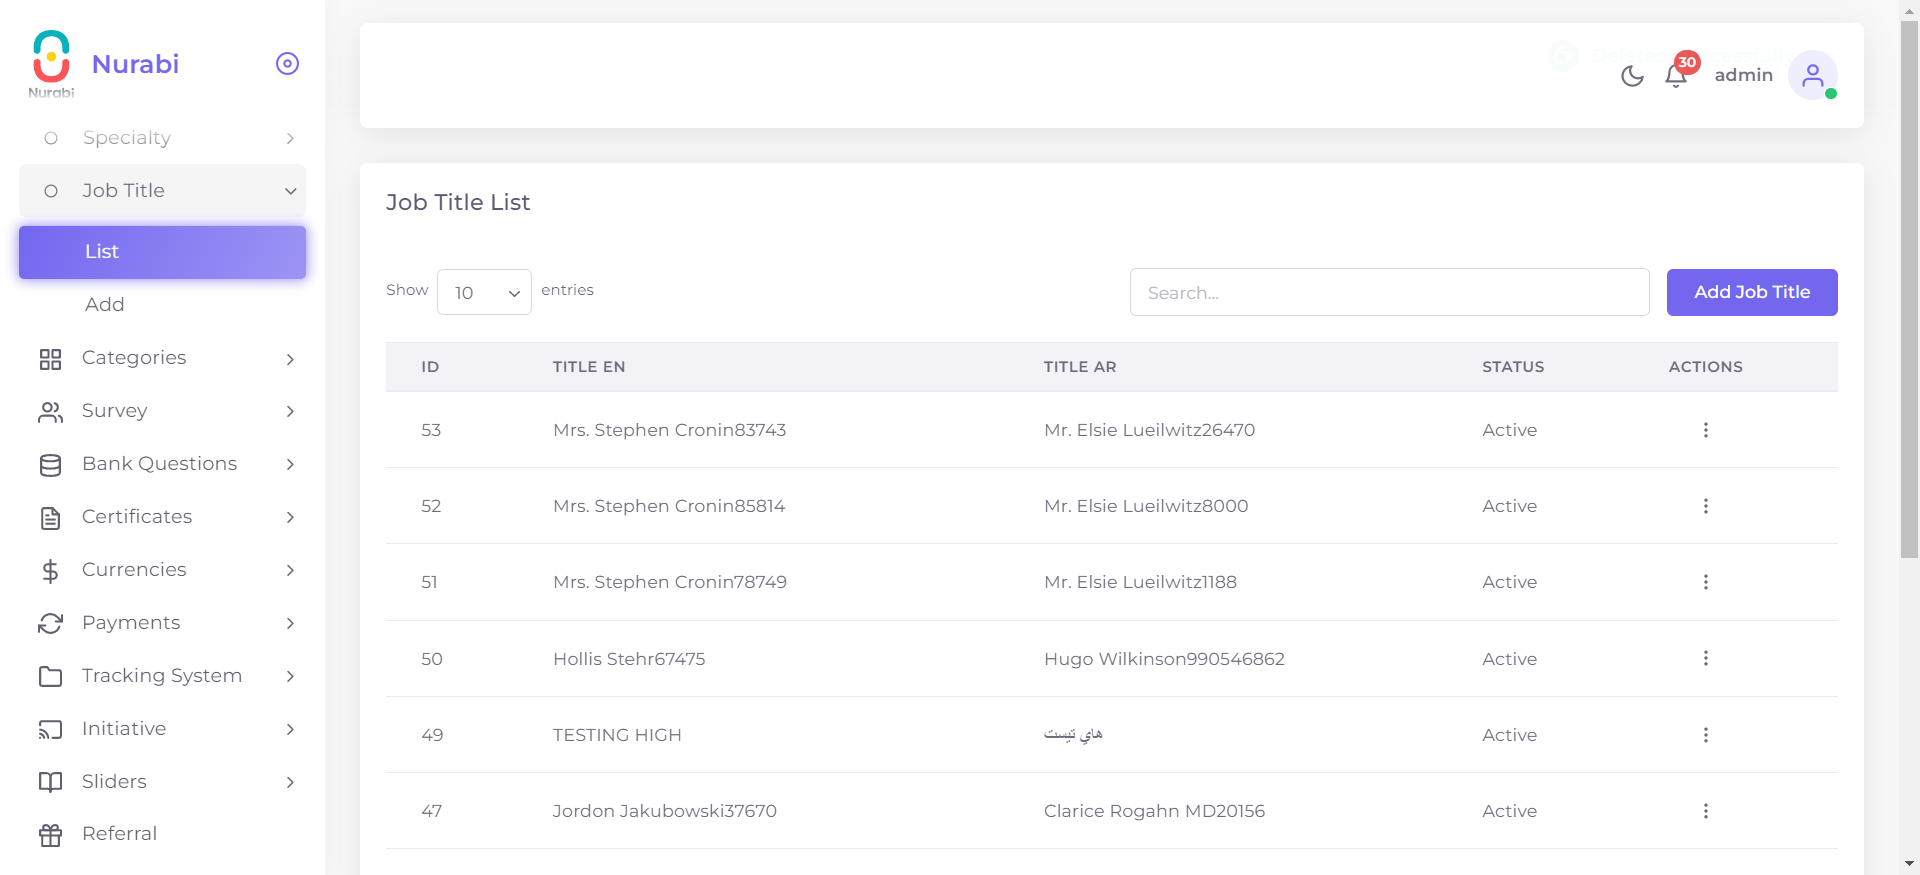 Nurabi
Nurabi
Specialty
Job Title
List
Add
Categories
Survey
Bank Questions
Certificates
Currencies
Payments
Tracking System
Initiative
Sliders
Referral
30
admin
Job Title List
Show 10 entries
Search...
Add Job Title
ID TITLE EN TITLE AR STATUS ACTIONS
53 Mrs. Stephen Cronin83743 Mr. Elsie Lueilwitz26470 Active
52 Mrs. Stephen Cronin85814 Mr. Elsie Lueilwitz8000 Active
51 Mrs. Stephen Cronin78749 Mr. Elsie Lueilwitz1188 Active
50 Hollis Stehr67475 Hugo Wilkinson990546862 Active
49 TESTING HIGH هاي تيست Active
47 Jordon Jakubowski37670 Clarice Rogahn MD20156 Active